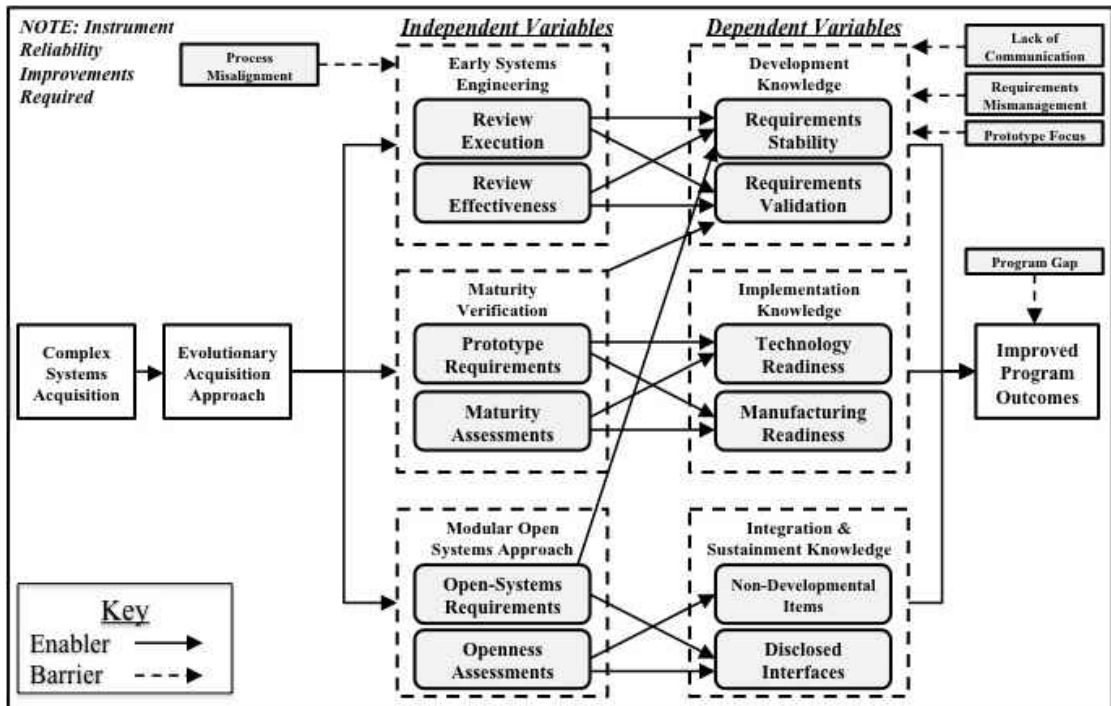 NOTE: Instrument
Reliability
Improvements
Required
Process
Misalignment
Independent Variables
Dependent Variables
Early Systems
Engineering
Review
Execution
Review
Effectiveness
Development
Knowledge
Requirements
Stability
Requirements
Validation
Lack of
Communication
Requirements
Mismanagement
Prototype Focus
Program Gap
Complex
Systems
Acquisition
Evolutionary
Acquisition
Approach
Maturity
Verification
Prototype
Requirements
Maturity
Assessments
Implementation
Knowledge
Technology
Readiness
Manufacturing
Readiness
Improved
Program
Outcomes
Modular Open
Systems Approach
Open-Systems
Requirements
Openness
Assessments
Integration &
Sustainment Knowledge
Non-Developmental
Items
Disclosed
Interfaces
Key
Enabler
Barrier